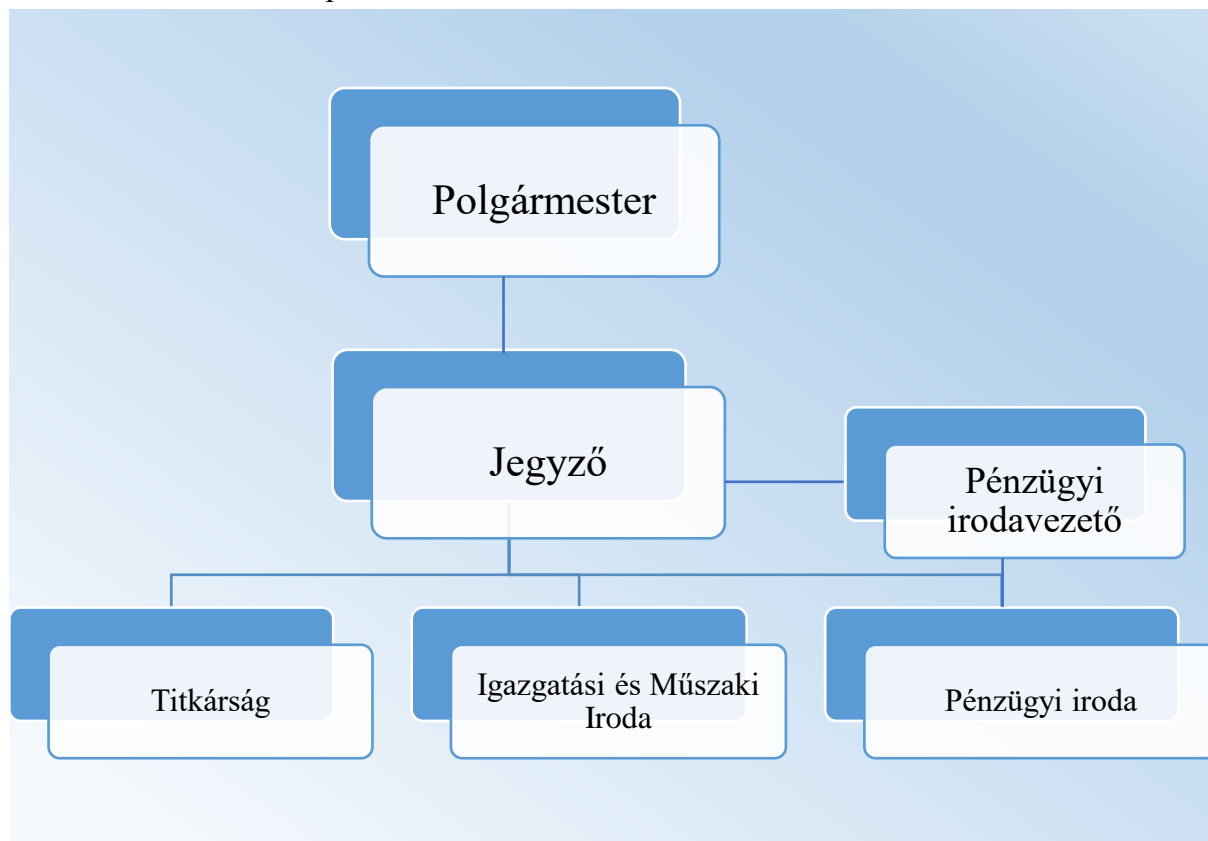 Polgármester
Jegyző
Pénzügyi
irodavezető
Titkárság
Igazgatási és Műszaki
Iroda
Pénzügyi iroda